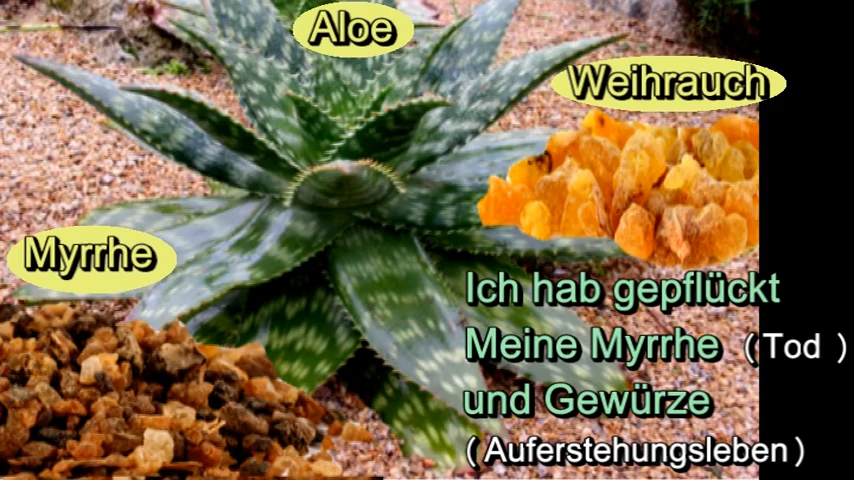 Aloe
Weihrauch
Myrrhe
Ich hab gepflückt
Meine Myrrhe ( Tod )
und Gewürze
( Auferstehungsleben )